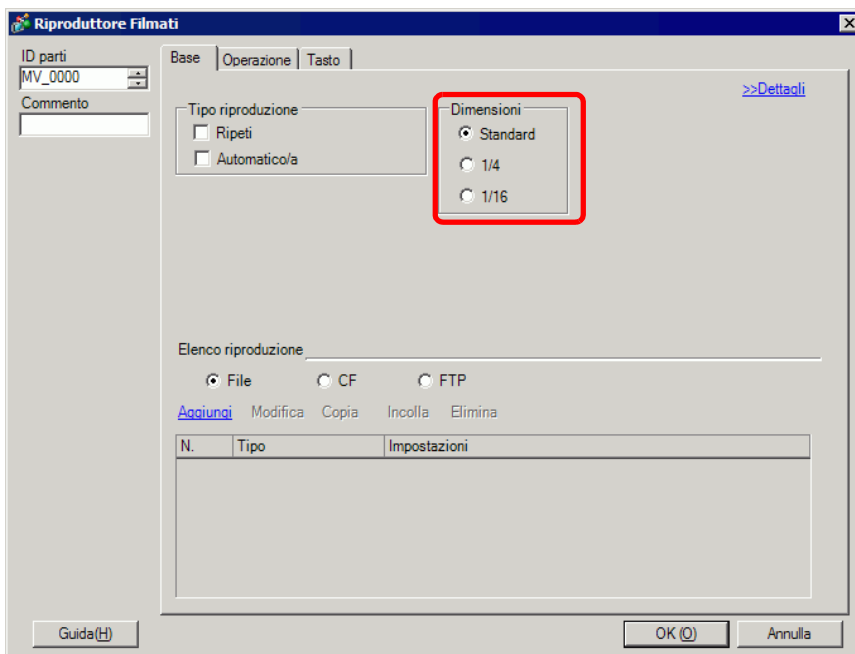 Riproduttore Filmati
ID parti
MV_0000
Commento
Base Operazione Tasto
>>Dettagli
Tipo riproduzione
Ripeti
Automatico/a
Dimensioni
Standard
1/4
1/16
Elenco riproduzione
File CF FTP
Aggiungi Modifica Copia Incolla Elimina
N. Tipo Impostazioni
Guida(H) OK (O) Annulla